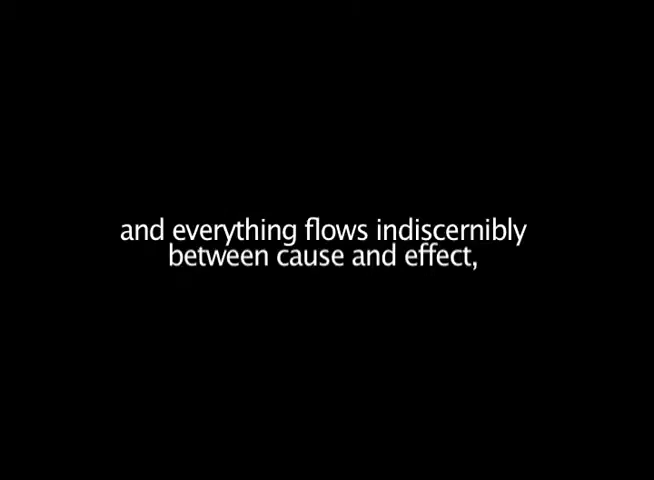 and everything flows indiscernibly
between cause and effect,